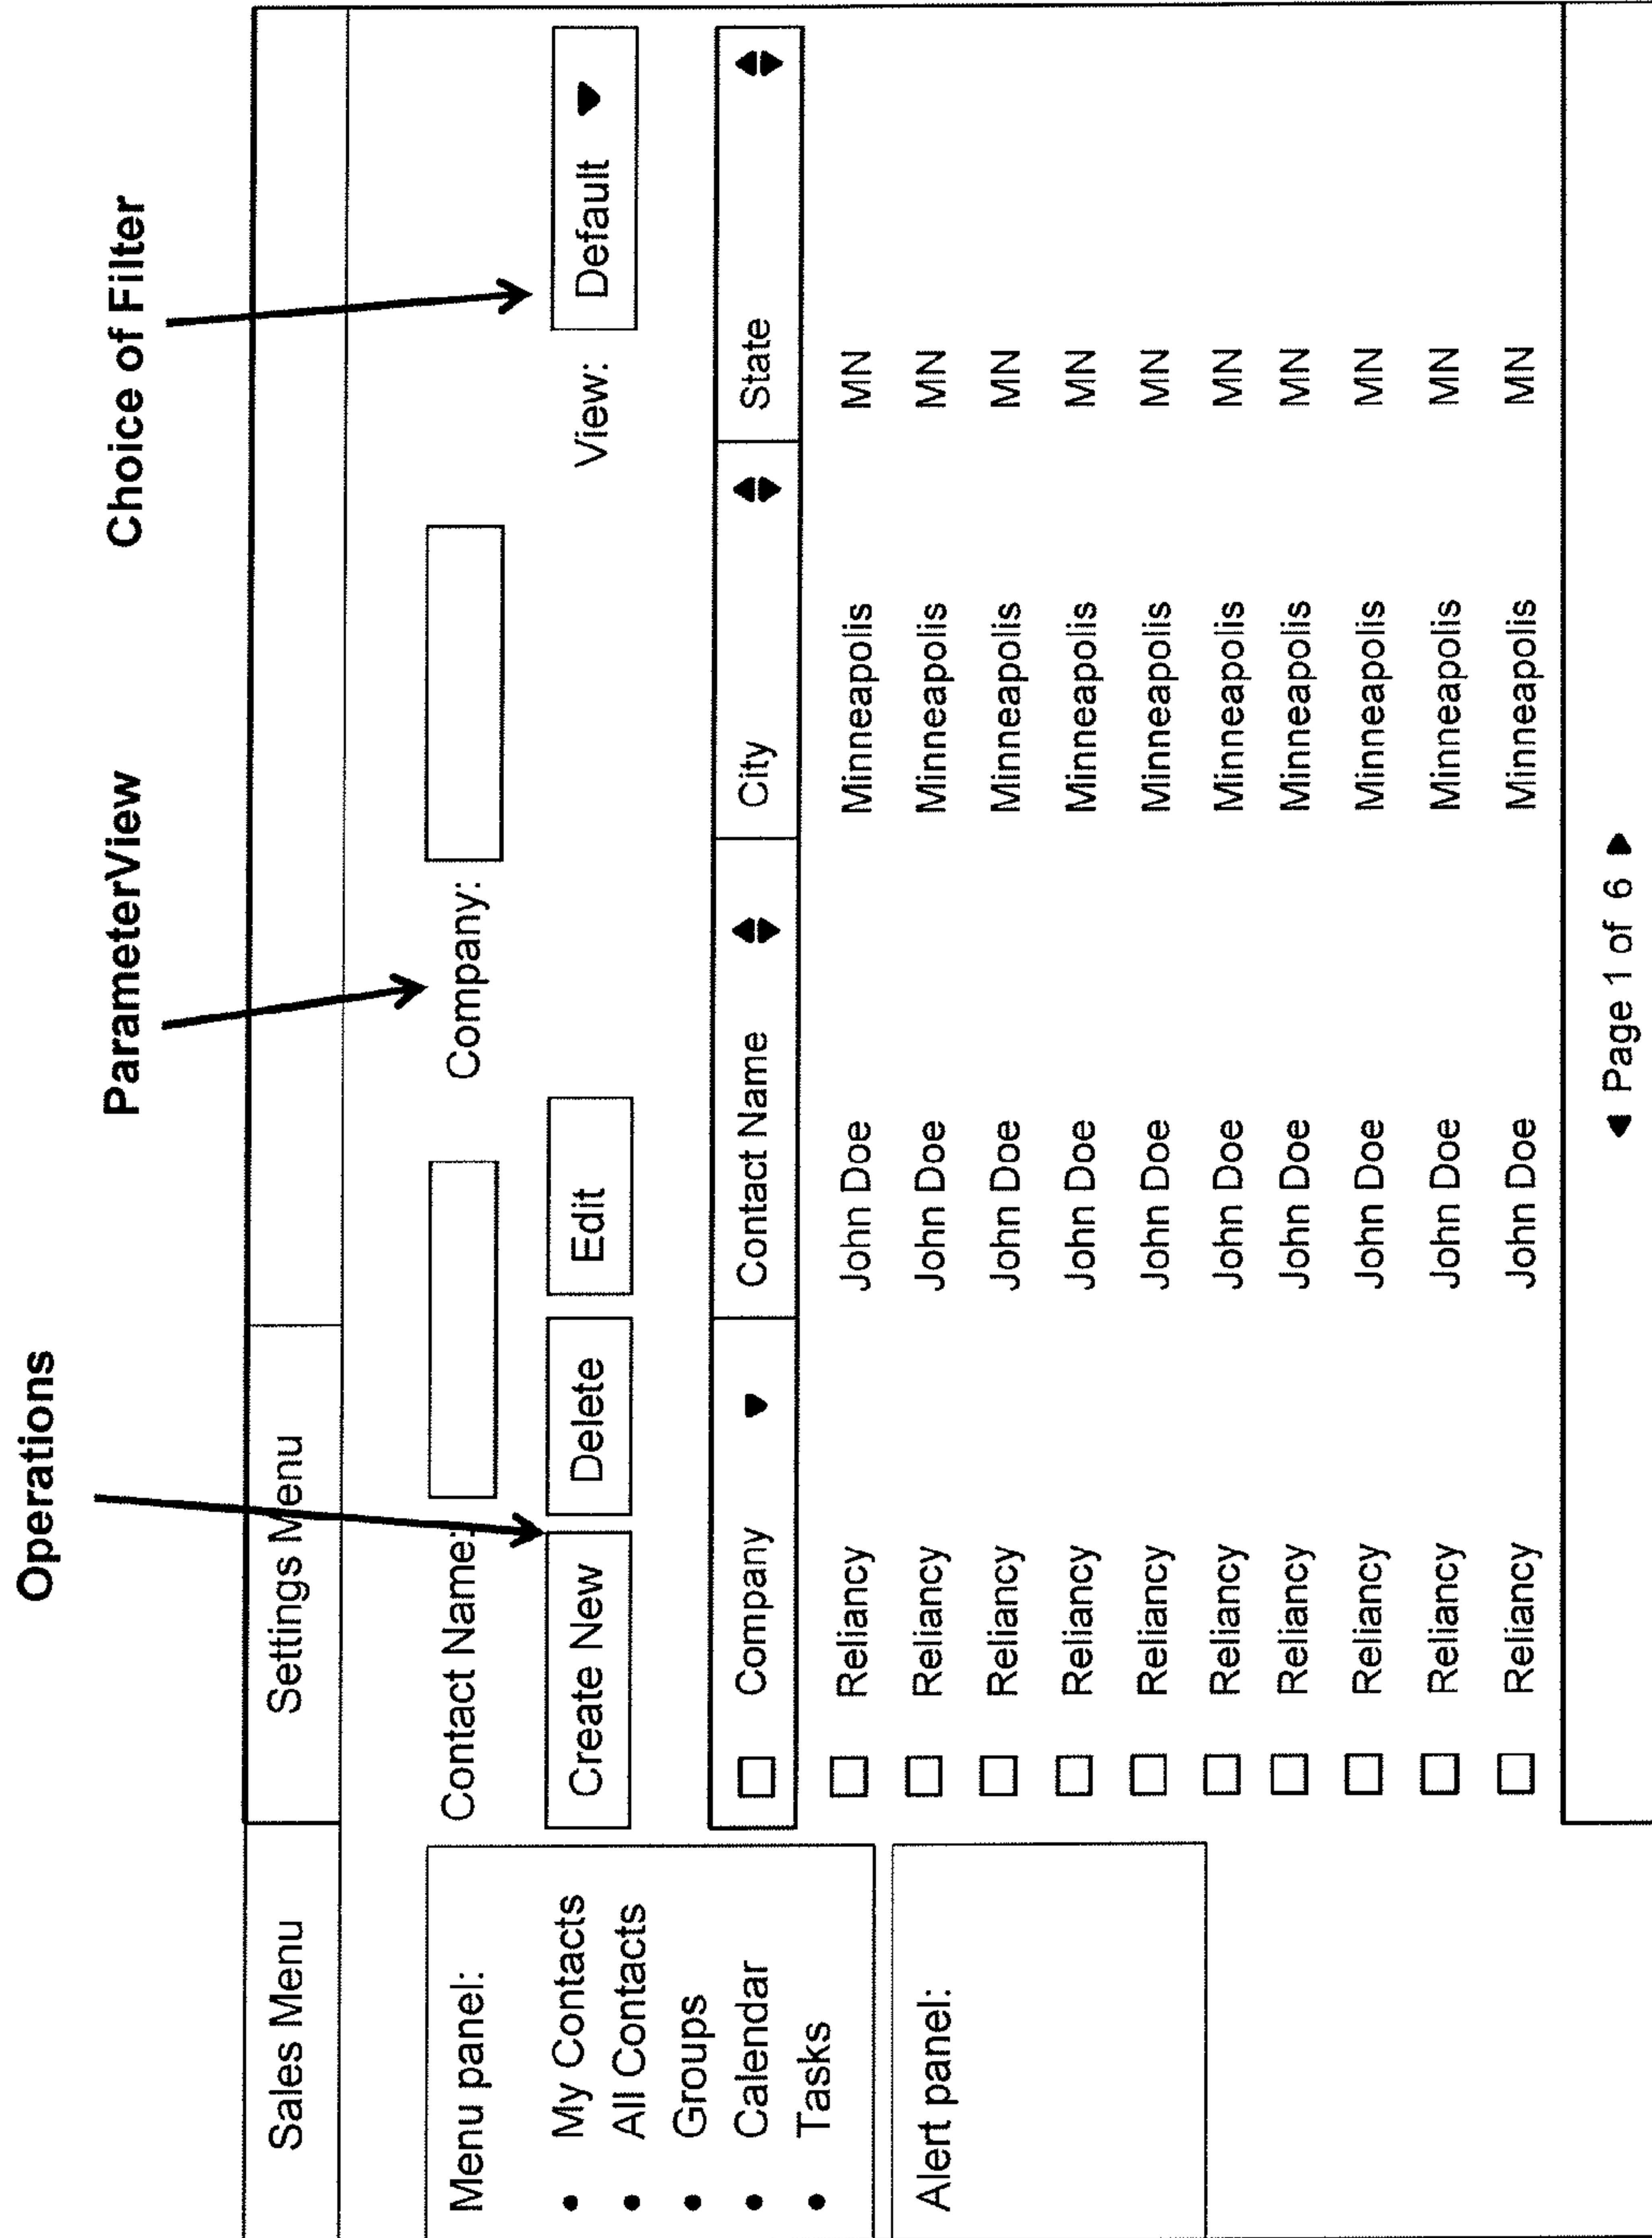 Operations
ParameterView
Choice of Filter
Sales Menu
Settings Menu
Menu panel:
My Contacts
All Contacts
Groups
Calendar
Tasks
Alert panel:
Contact Name:
Company:
Create New
Delete
Edit
View:
Default
Company
Contact Name
City
State
Reliancy John Doe Minneapolis MN
Reliancy John Doe Minneapolis MN
Reliancy John Doe Minneapolis MN
Reliancy John Doe Minneapolis MN
Reliancy John Doe Minneapolis MN
Reliancy John Doe Minneapolis MN
Reliancy John Doe Minneapolis MN
Reliancy John Doe Minneapolis MN
Reliancy John Doe Minneapolis MN
Reliancy John Doe Minneapolis MN
Page 1 of 6